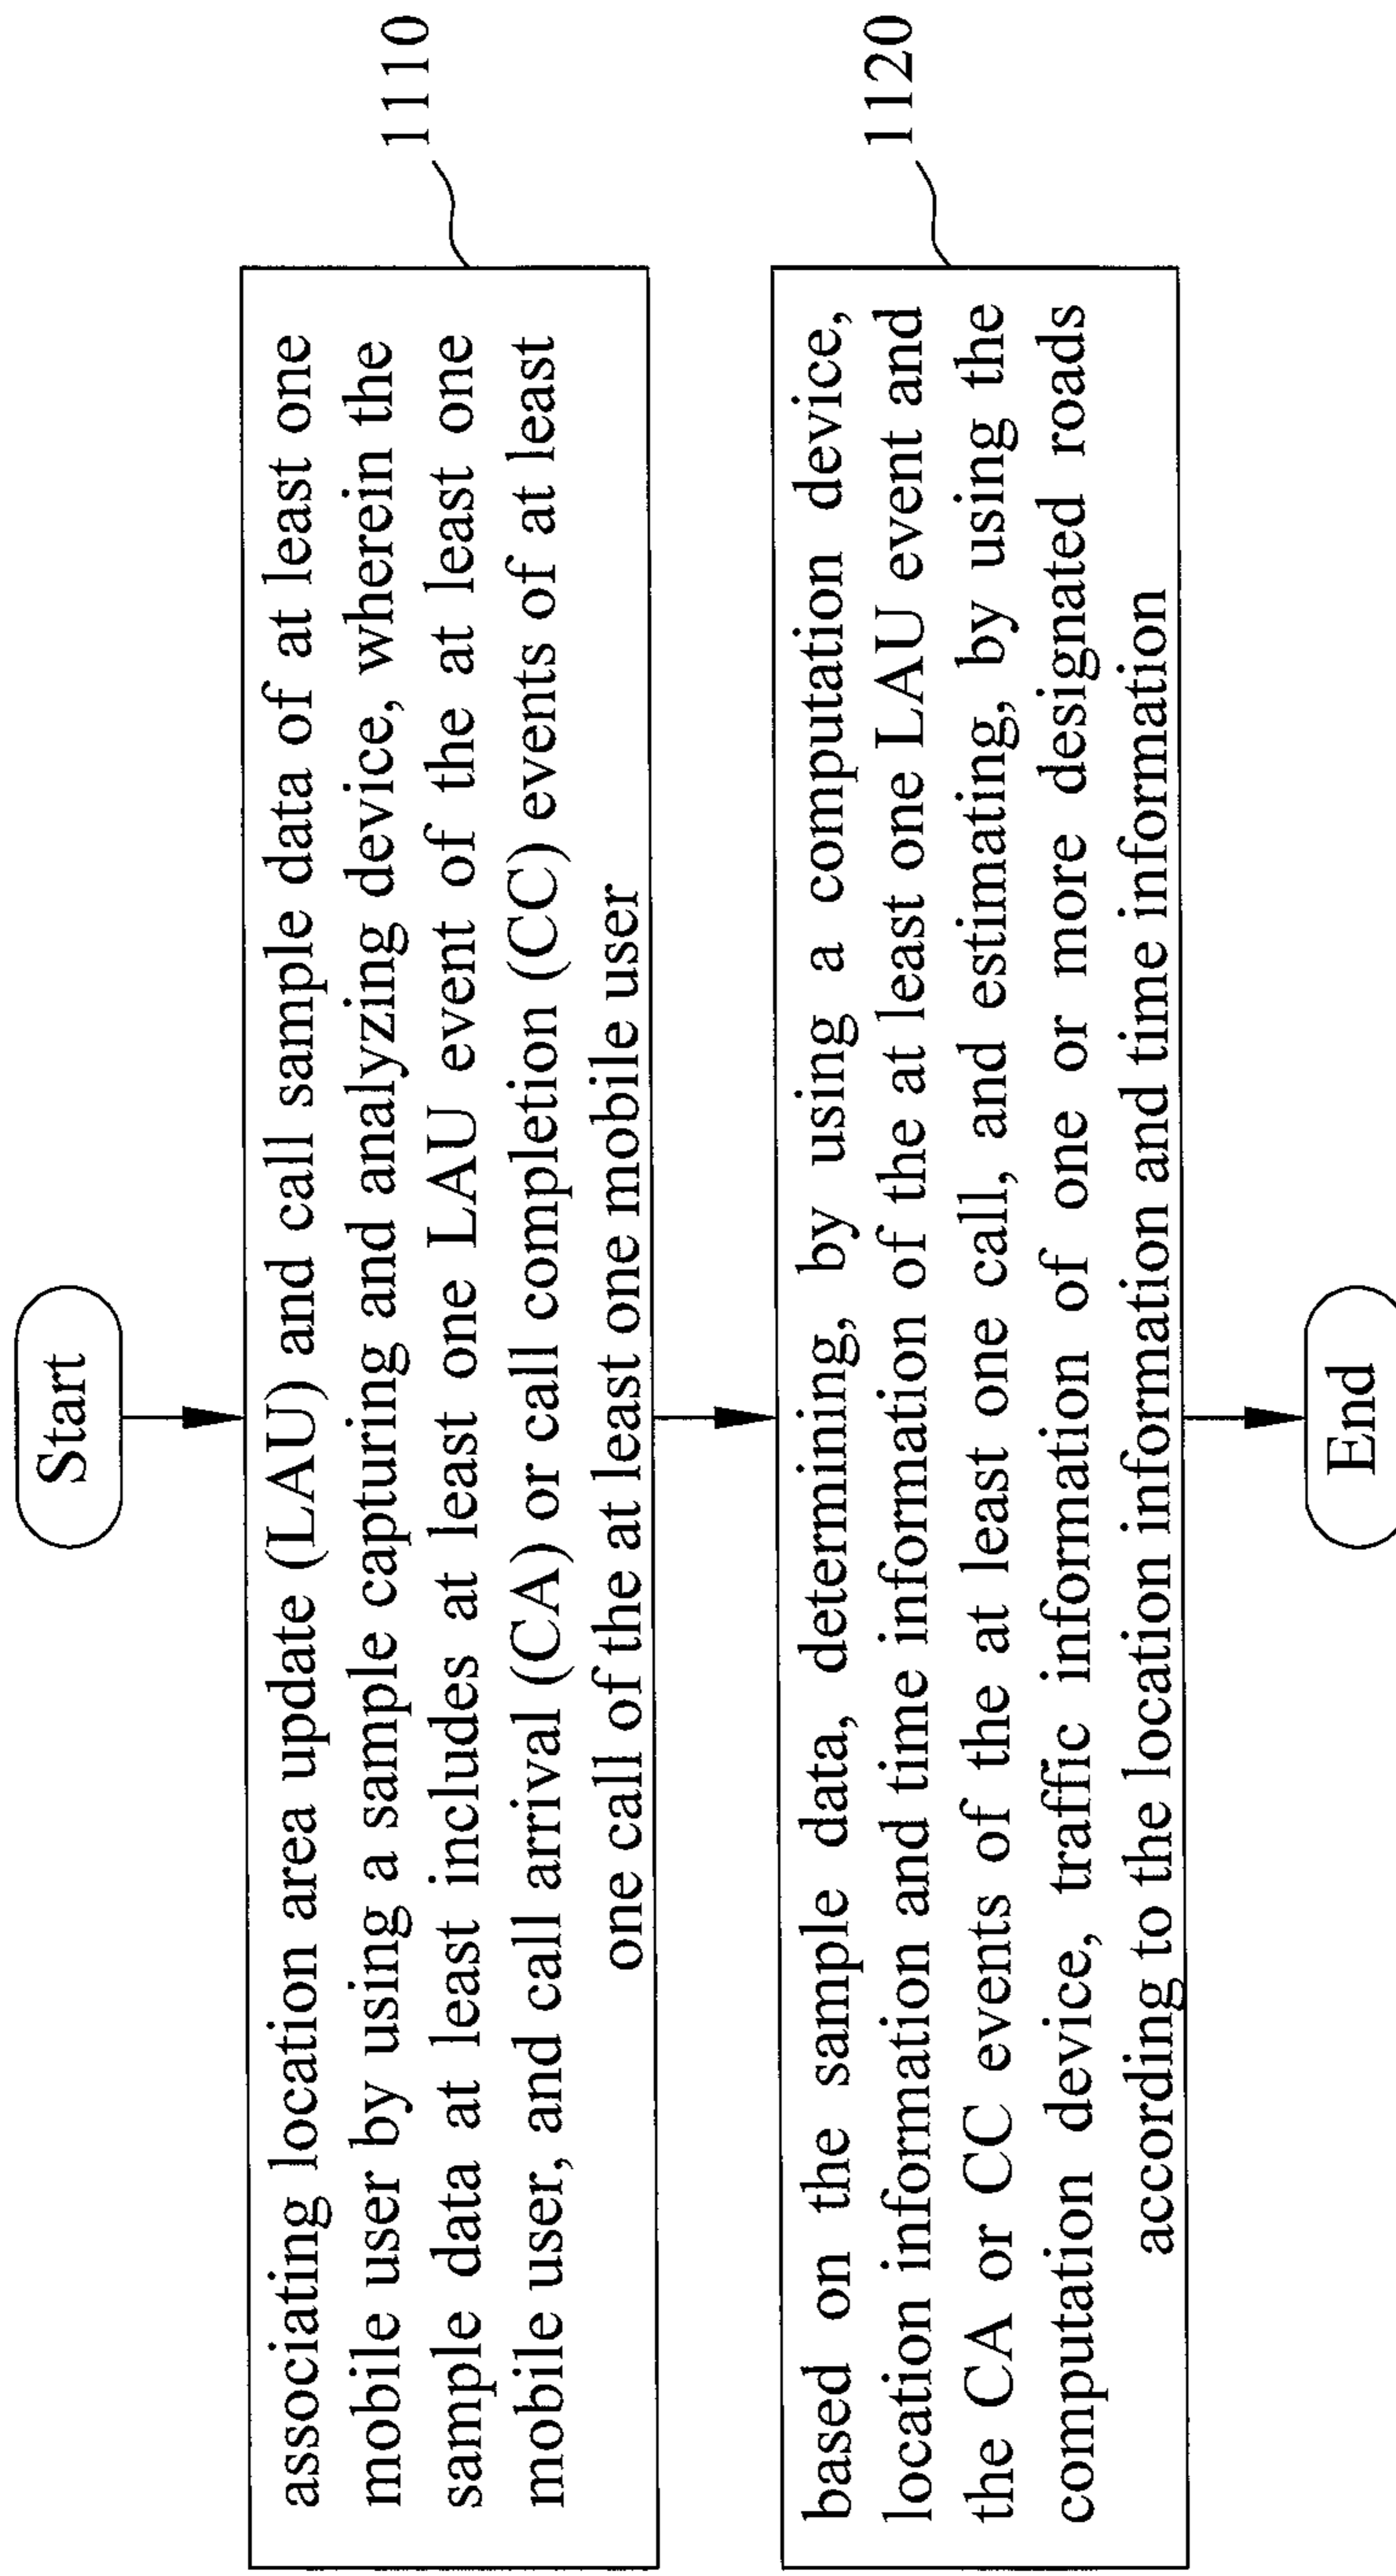 Start
associating location area update (LAU) and call sample data of at least one
mobile user by using a sample capturing and analyzing device, wherein the
sample data at least includes at least one LAU event of the at least one
mobile user, and call arrival (CA) or call completion (CC) events of at least
one call of the at least one mobile user
1110
based on the sample data, determining, by using a computation device,
location information and time information of the at least one LAU event and
the CA or CC events of the at least one call, and estimating, by using the
computation device, traffic information of one or more designated roads
according to the location information and time information
1120
End